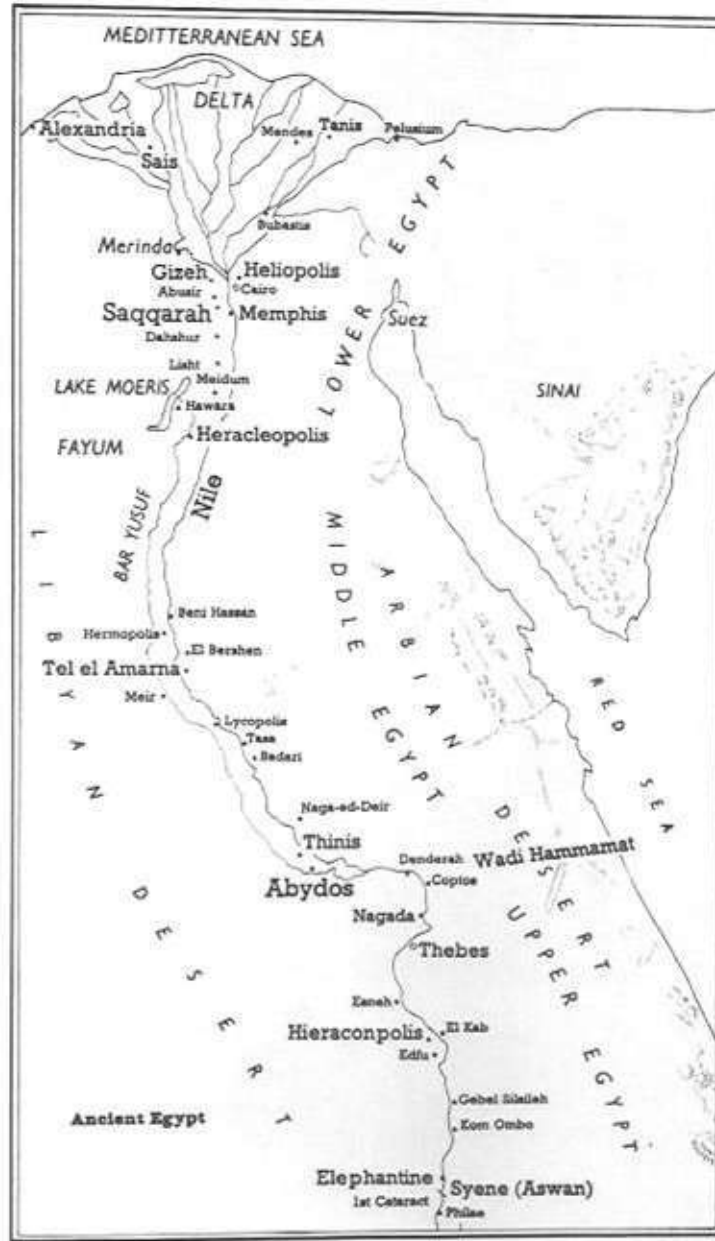 MEDITTERRANEAN SEA
DELTA
Alexandria
Sais
Mendes
Tanis
Pelusium
Bubastis
Merinda
Gizeh
Heliopolis
Abusir
Cairo
Saqqarah
Memphis
Dahshur
Lisht
Meidum
LAKE MOERIS
Hawara
FAYUM
Heracleopolis
Nile
BAR YUSUF
LOWER EGYPT
Suez
SINAI
LIBYAN DESERT
MIDDLE EGYPT
ARBIAN DESERT
RED SEA
Beni Hassan
Hermopolis
El Bershen
Tel el Amarna
Meir
Lycopolis
Tasa
Badari
Naga-ed-Deir
Thinis
Abydos
Denderah
Wadi Hammamat
Coptos
Nagada
Thebes
UPPER EGYPT
Esneh
Hieraconpolis
El Kab
Edfu
Gebel Silsileh
Kom Ombo
Ancient Egypt
Elephantine
Syene (Aswan)
1st Cataract
Philae